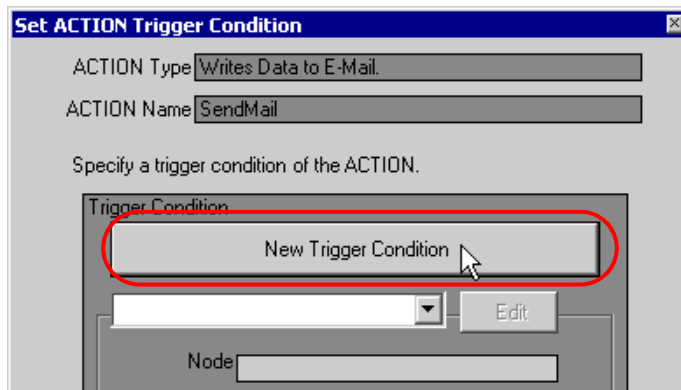 Set ACTION Trigger Condition
ACTION Type Writes Data to E-Mail.
ACTION Name SendMail
Specify a trigger condition of the ACTION.
Trigger Condition
New Trigger Condition
Edit
Node